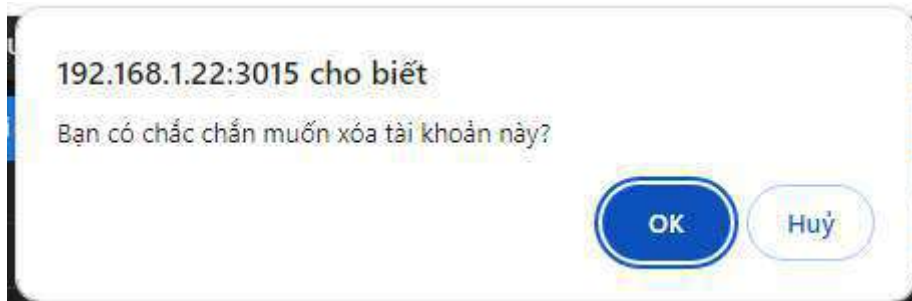 192.168.1.22:3015 cho biết
Bạn có chắc chắn muốn xóa tài khoản này?
OK Huỷ